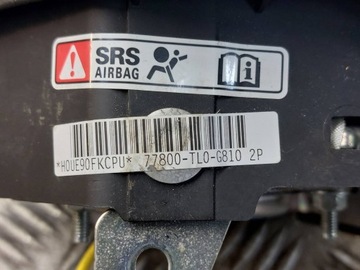 SRS
AIRBAG
*H0UE90FKCPU* 77800-TL0-G810 2P